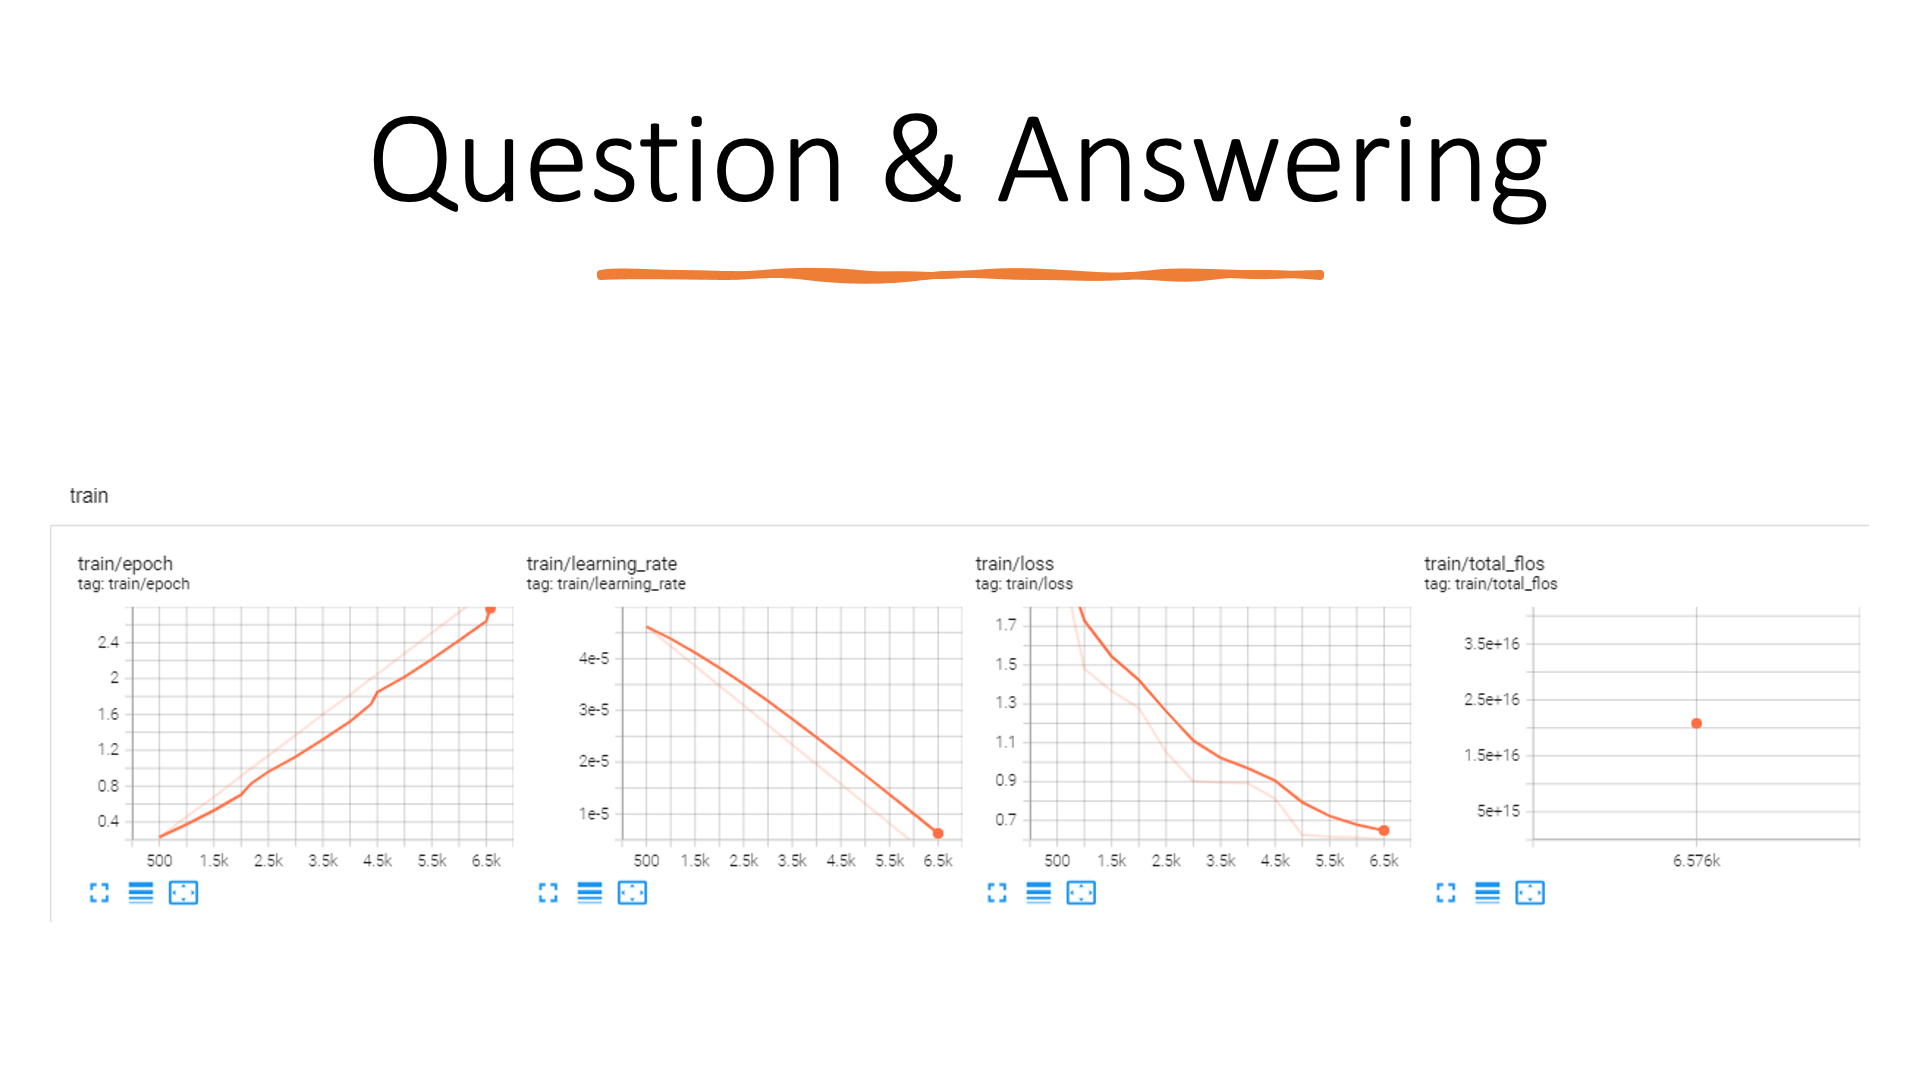 Question & Answering
train
train/epoch
tag: train/epoch
2.4
2
1.6
1.2
0.8
0.4
500 1.5k 2.5k 3.5k 4.5k 5.5k 6.5k
train/learning_rate
tag: train/learning_rate
4e-5
3e-5
2e-5
1e-5
500 1.5k 2.5k 3.5k 4.5k 5.5k 6.5k
train/loss
tag: train/loss
1.7
1.5
1.3
1.1
0.9
0.7
500 1.5k 2.5k 3.5k 4.5k 5.5k 6.5k
train/total_flos
tag: train/total_flos
3.5e+16
2.5e+16
1.5e+16
5e+15
6.576k